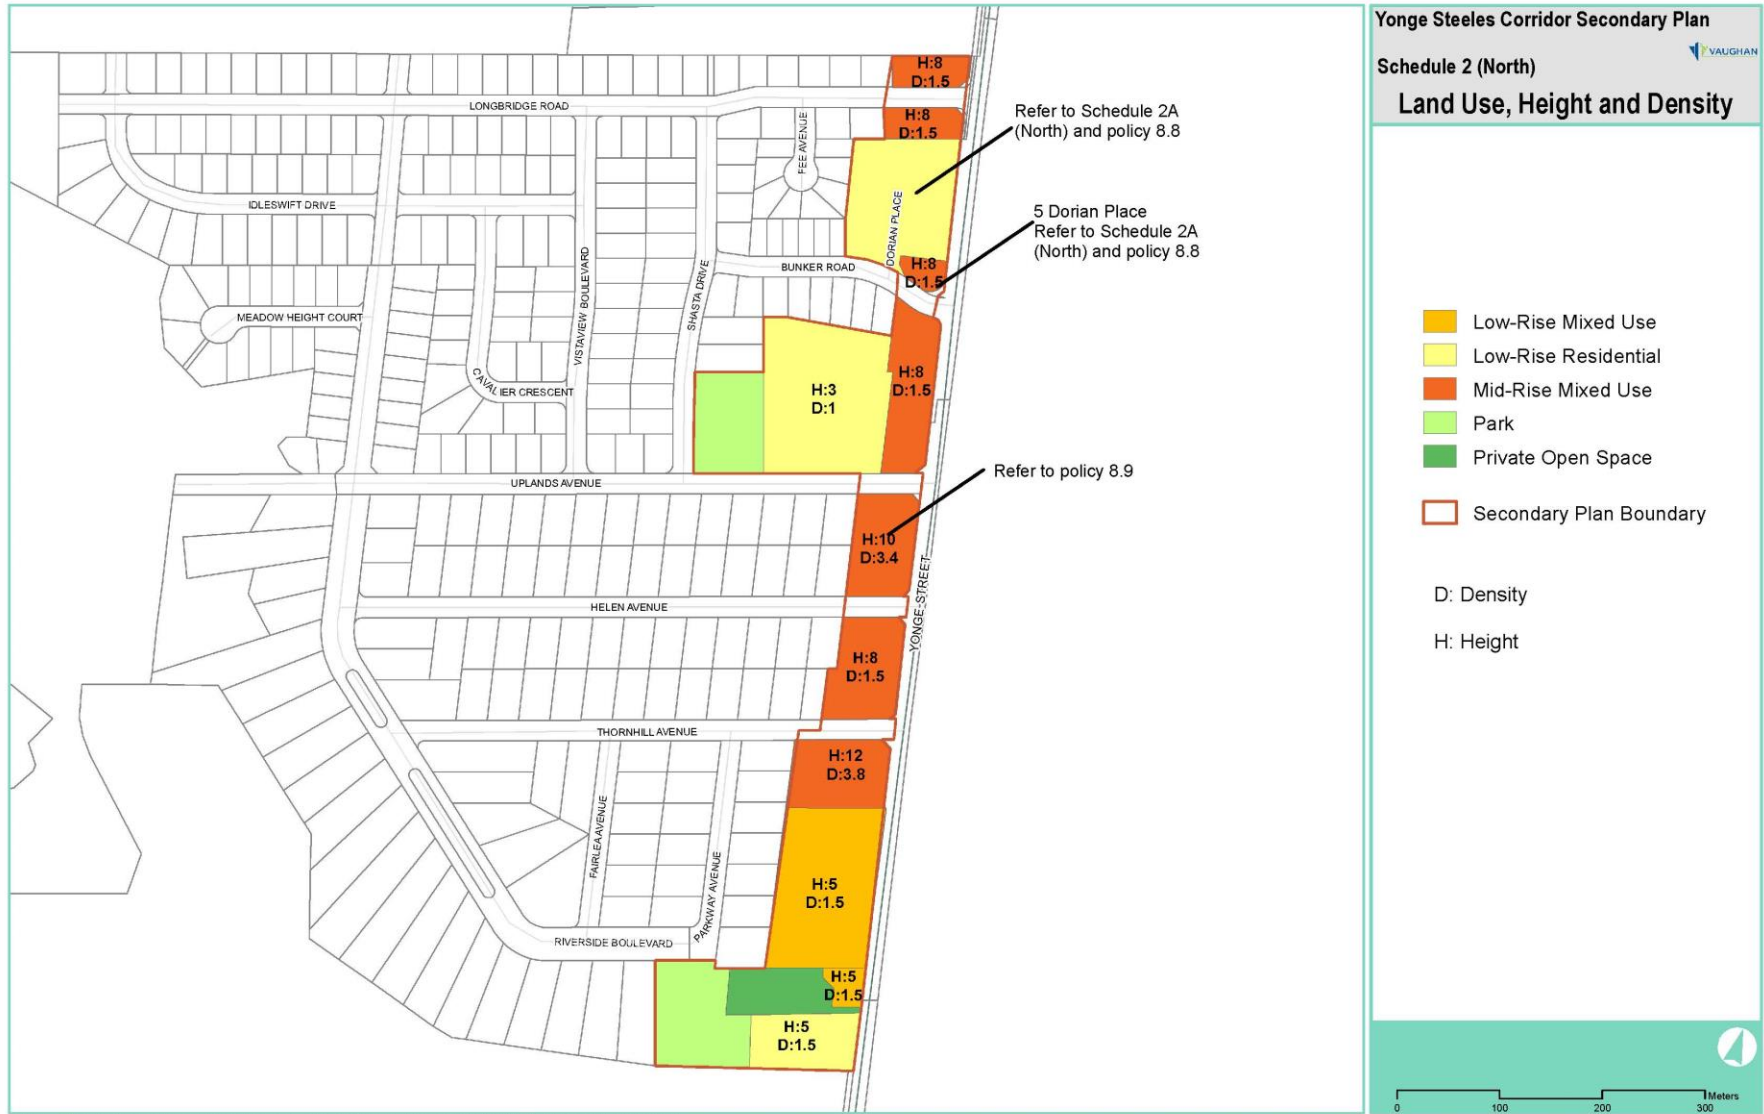 Yonge Steeles Corridor Secondary Plan
VAUGHAN
Schedule 2 (North)
Land Use, Height and Density
H:8
D:1.5
LONGBRIDGE ROAD
H:8
D:1.5
FEE AVENUE
Refer to Schedule 2A
(North) and policy 8.8
IDLESWIFT DRIVE
DORIAN PLACE
5 Dorian Place
Refer to Schedule 2A
(North) and policy 8.8
BUNKER ROAD
H:8
D:1.5
VISTAVIEW BOULEVARD
SHASTA DRIVE
MEADOW HEIGHT COURT
CAVALIER CRESCENT
H:3
D:1
H:8
D:1.5
UPLANDS AVENUE
Refer to policy 8.9
H:10
D:3.4
HELEN AVENUE
YONGE STREET
H:8
D:1.5
THORNHILL AVENUE
H:12
D:3.8
FAIRLEA AVENUE
PARKWAY AVENUE
H:5
D:1.5
RIVERSIDE BOULEVARD
H:5
D:1.5
H:5
D:1.5
Low-Rise Mixed Use
Low-Rise Residential
Mid-Rise Mixed Use
Park
Private Open Space
Secondary Plan Boundary
D: Density
H: Height
Meters
0 100 200 300